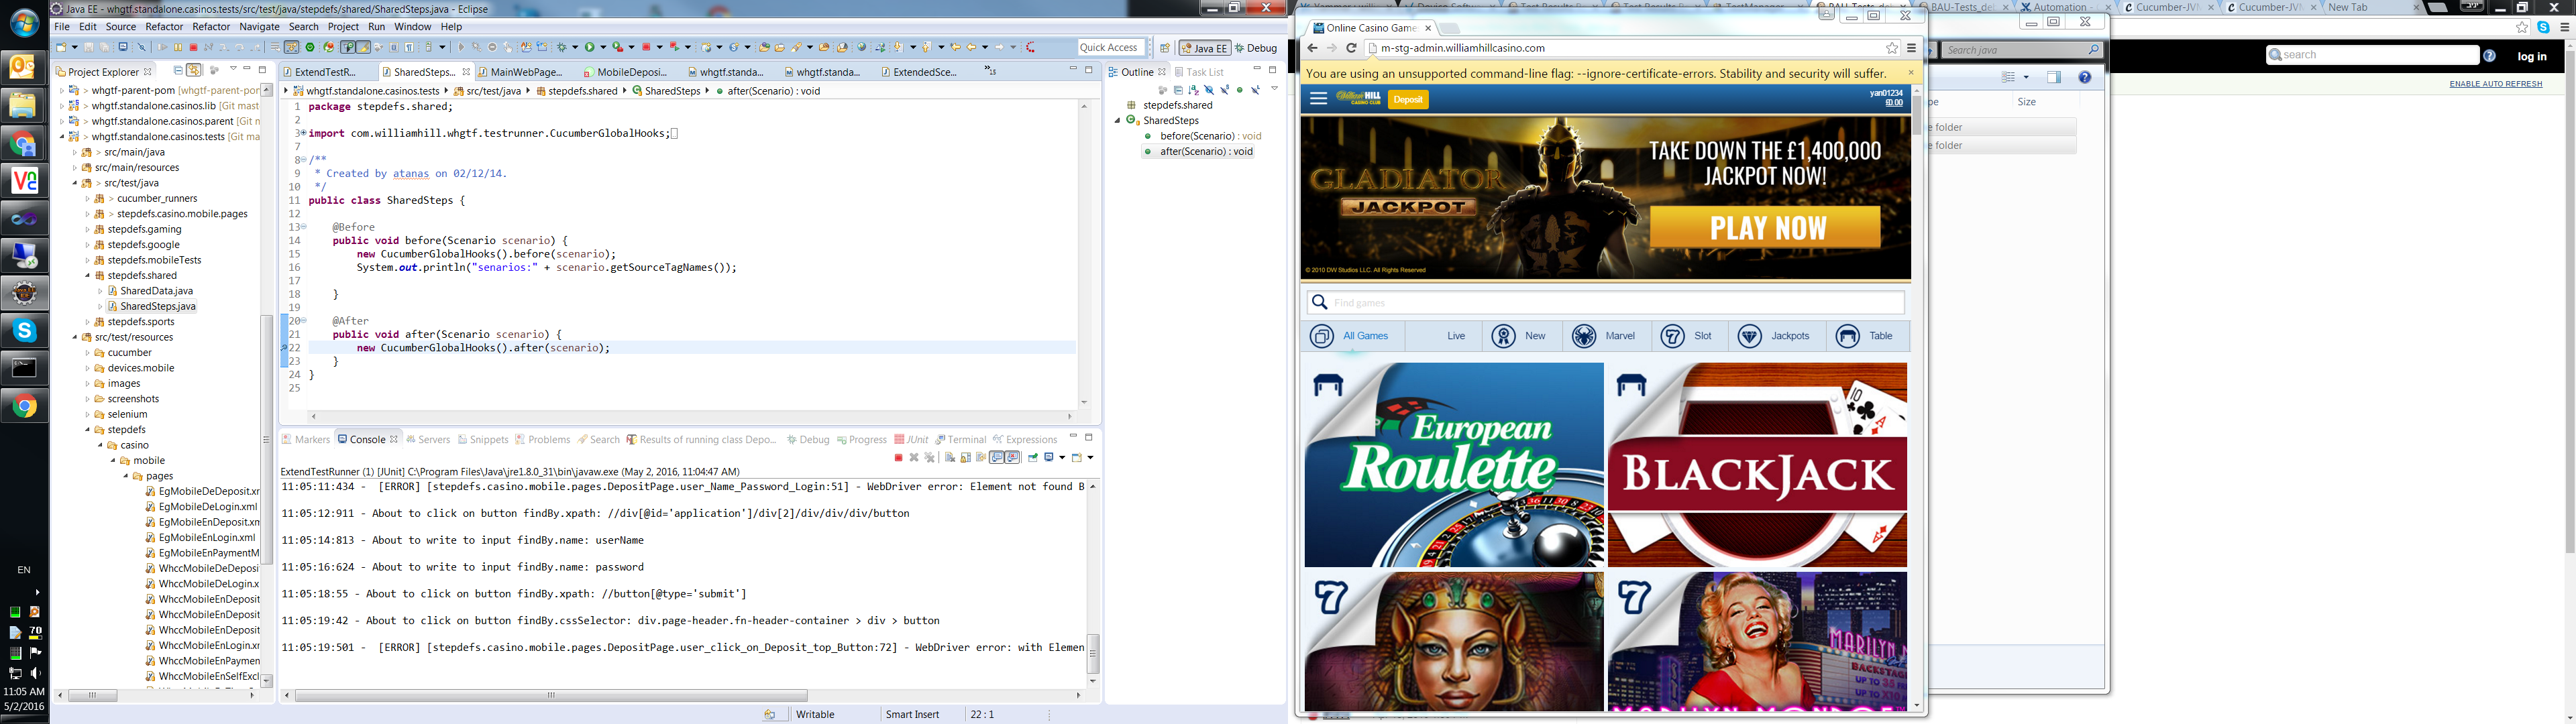 Java EE - whgtf.standalone.casinos.tests/src/test/java/stepdefs/shared/SharedSteps.java - Eclipse
File Edit Source Refactor Refactor Navigate Search Project Run Window Help
Quick Access
Java EE
Debug
Project Explorer
whgtf-parent-pom [whgtf-parent-por
whgtf.standalone.casinos.lib [Git mast
whgtf.standalone.casinos.parent [Git r
whgtf.standalone.casinos.tests [Git ma
src/main/java
src/main/resources
> src/test/java
> cucumber_runners
> stepdefs.casino.mobile.pages
stepdefs.gaming
stepdefs.google
stepdefs.mobileTests
stepdefs.shared
SharedData.java
SharedSteps.java
stepdefs.sports
src/test/resources
cucumber
devices.mobile
images
screenshots
selenium
stepdefs
casino
mobile
pages
EgMobileDeDeposit.xr
EgMobileDeLogin.xml
EgMobileEnDeposit.xm
EgMobileEnLogin.xml
EgMobileEnPaymentM
WhccMobileDeDeposi
WhccMobileDeLogin.x
WhccMobileEnDeposit
WhccMobileEnDeposit
WhccMobileEnDeposit
WhccMobileEnLogin.xr
WhccMobileEnPaymen
WhccMobileEnSelfExcl
EN
70
11:05 AM
5/2/2016
ExtendTestR...
SharedSteps...
MainWebPage...
MobileDeposi...
whgtf.standa...
whgtf.standa...
ExtendedSce...
»15
whgtf.standalone.casinos.tests src/test/java stepdefs.shared SharedSteps after(Scenario) : void
1 package stepdefs.shared;
2
3 import com.williamhill.whgtf.testrunner.CucumberGlobalHooks;
7
8 /**
9 * Created by atanas on 02/12/14.
10 */
11 public class SharedSteps {
12
13 @Before
14 public void before(Scenario scenario) {
15 new CucumberGlobalHooks().before(scenario);
16 System.out.println("senarios:" + scenario.getSourceTagNames());
17
18 }
19
20 @After
21 public void after(Scenario scenario) {
22 new CucumberGlobalHooks().after(scenario);
23 }
24 }
25
Outline
Task List
stepdefs.shared
SharedSteps
before(Scenario) : void
after(Scenario) : void
Markers Console Servers Snippets Problems Search Results of running class Depo... Debug Progress JUnit Terminal Expressions
ExtendTestRunner (1) [JUnit] C:\Program Files\Java\jre1.8.0_31\bin\javaw.exe (May 2, 2016, 11:04:47 AM)
11:05:11:434 - [ERROR] [stepdefs.casino.mobile.pages.DepositPage.user_Name_Password_Login:51] - WebDriver error: Element not found B
11:05:12:911 - About to click on button findBy.xpath: //div[@id='application']/div[2]/div/div/div/button
11:05:14:813 - About to write to input findBy.name: userName
11:05:16:624 - About to write to input findBy.name: password
11:05:18:55 - About to click on button findBy.xpath: //button[@type='submit']
11:05:19:42 - About to click on button findBy.cssSelector: div.page-header.fn-header-container > div > button
11:05:19:501 - [ERROR] [stepdefs.casino.mobile.pages.DepositPage.user_click_on_Deposit_top_Button:72] - WebDriver error: with Elemen
Writable
Smart Insert
22 : 1
Online Casino Game
m-stg-admin.williamhillcasino.com
You are using an unsupported command-line flag: --ignore-certificate-errors. Stability and security will suffer.
William HILL
CASINO CLUB
Deposit
yan01234
£0.00
GLADIATOR
JACKPOT
TAKE DOWN THE £1,400,000
JACKPOT NOW!
PLAY NOW
© 2010 DW Studios LLC. All Rights Reserved
Find games
All Games
Live
New
Marvel
Slot
Jackpots
Table
European
Roulette
BLACKJACK
7
7
MARILYN
BACKSTAGE
UP TO 35 FR
UP TO X10
MARILYN MONROE
Cucumber-JVM
Cucumber-JVM
New Tab
Search java
Size
e folder
e folder
search
log in
ENABLE AUTO REFRESH